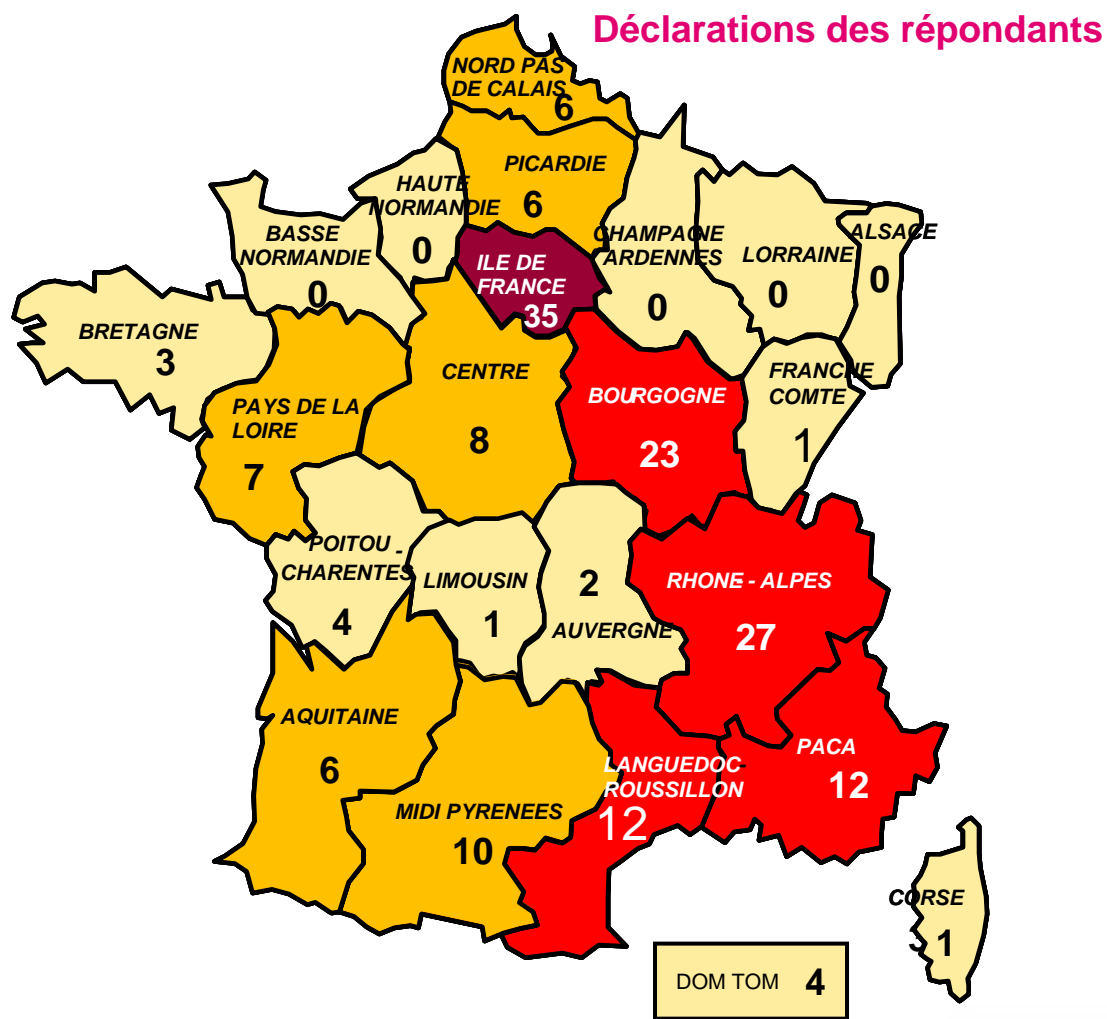 Déclarations des répondants
NORD PAS
DE CALAIS
6
PICARDIE
6
HAUTE
NORMANDIE
0
BASSE
NORMANDIE
0
ILE DE
FRANCE
35
CHAMPAGNE
ARDENNES
0
LORRAINE
0
ALSACE
0
BRETAGNE
3
PAYS DE LA
LOIRE
7
CENTRE
8
BOURGOGNE
23
FRANCHE
COMTE
1
POITOU -
CHARENTES
4
LIMOUSIN
1
2
AUVERGNE
RHONE - ALPES
27
AQUITAINE
6
MIDI PYRENEES
10
LANGUEDOC-
ROUSSILLON
12
PACA
12
CORSE
1
DOM TOM 4